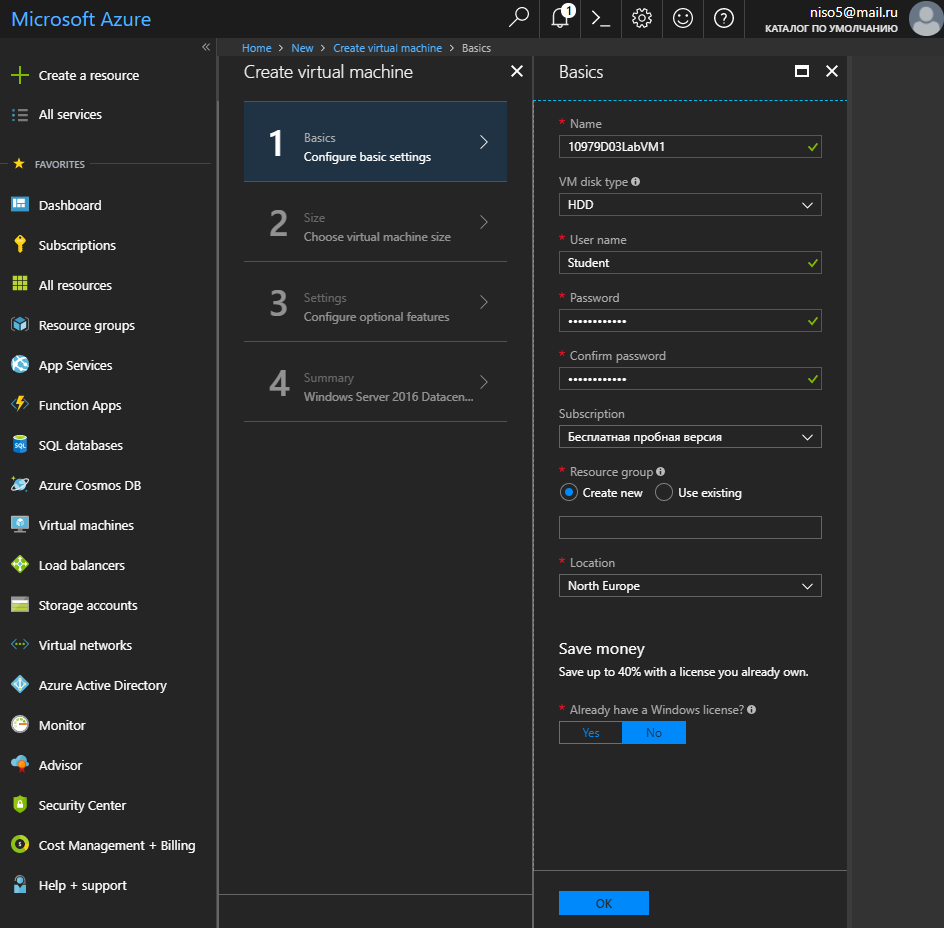 Microsoft Azure
1
niso5@mail.ru
КАТАЛОГ ПО УМОЛЧАНИЮ
Home > New > Create virtual machine > Basics
Create a resource
All services
FAVORITES
Dashboard
Subscriptions
All resources
Resource groups
App Services
Function Apps
SQL databases
Azure Cosmos DB
Virtual machines
Load balancers
Storage accounts
Virtual networks
Azure Active Directory
Monitor
Advisor
Security Center
Cost Management + Billing
Help + support
Create virtual machine
1 Basics
Configure basic settings
2 Size
Choose virtual machine size
3 Settings
Configure optional features
4 Summary
Windows Server 2016 Datacen...
Basics
* Name
10979D03LabVM1
VM disk type
HDD
* User name
Student
* Password
••••••••••••
* Confirm password
••••••••••••
Subscription
Бесплатная пробная версия
* Resource group
Create new Use existing
* Location
North Europe
Save money
Save up to 40% with a license you already own.
* Already have a Windows license?
Yes No
OK